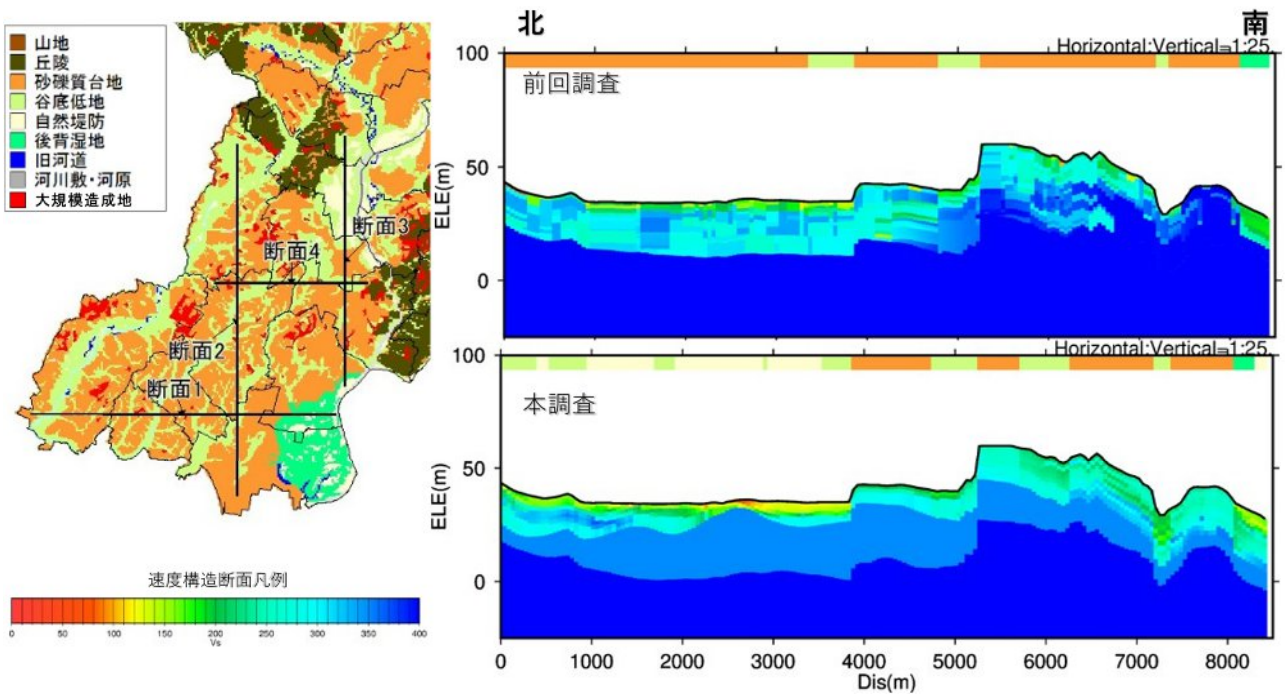 山地
丘陵
砂礫質台地
谷底低地
自然堤防
後背湿地
旧河道
河川敷・河原
大規模造成地
断面3
断面4
断面2
断面1
速度構造断面凡例
0 50 100 150 200 250 300 350 400
Vs
北 南
Horizontal:Vertical=1:25
100
前回調査
50
ELE(m)
0
Horizontal:Vertical=1:25
100
本調査
50
ELE(m)
0
0 1000 2000 3000 4000 5000 6000 7000 8000
Dis(m)